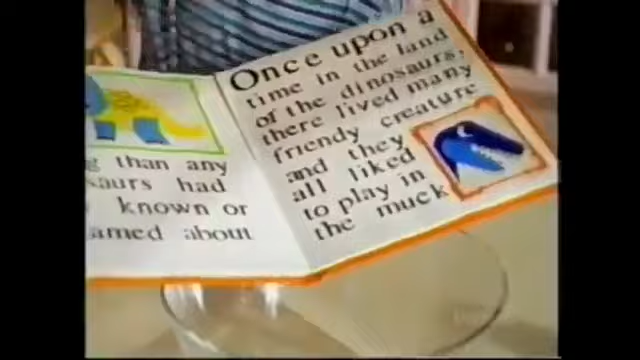 g than any
saurs had
known or
amed about
Once upon a
time in the land
of the dinosaurs,
there lived many
friendy creature
and they
all liked
to play in
the muck